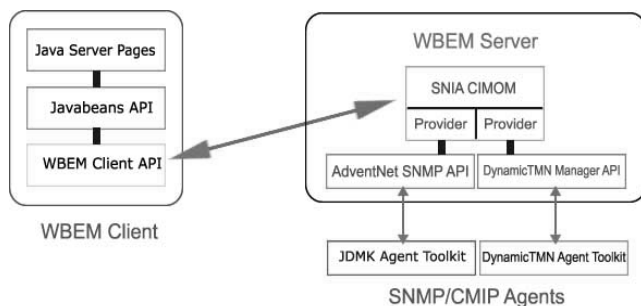 Java Server Pages
Javabeans API
WBEM Client API
WBEM Client
WBEM Server
SNIA CIMOM
Provider
Provider
AdventNet SNMP API
DynamicTMN Manager API
JDMK Agent Toolkit
DynamicTMN Agent Toolkit
SNMP/CMIP Agents